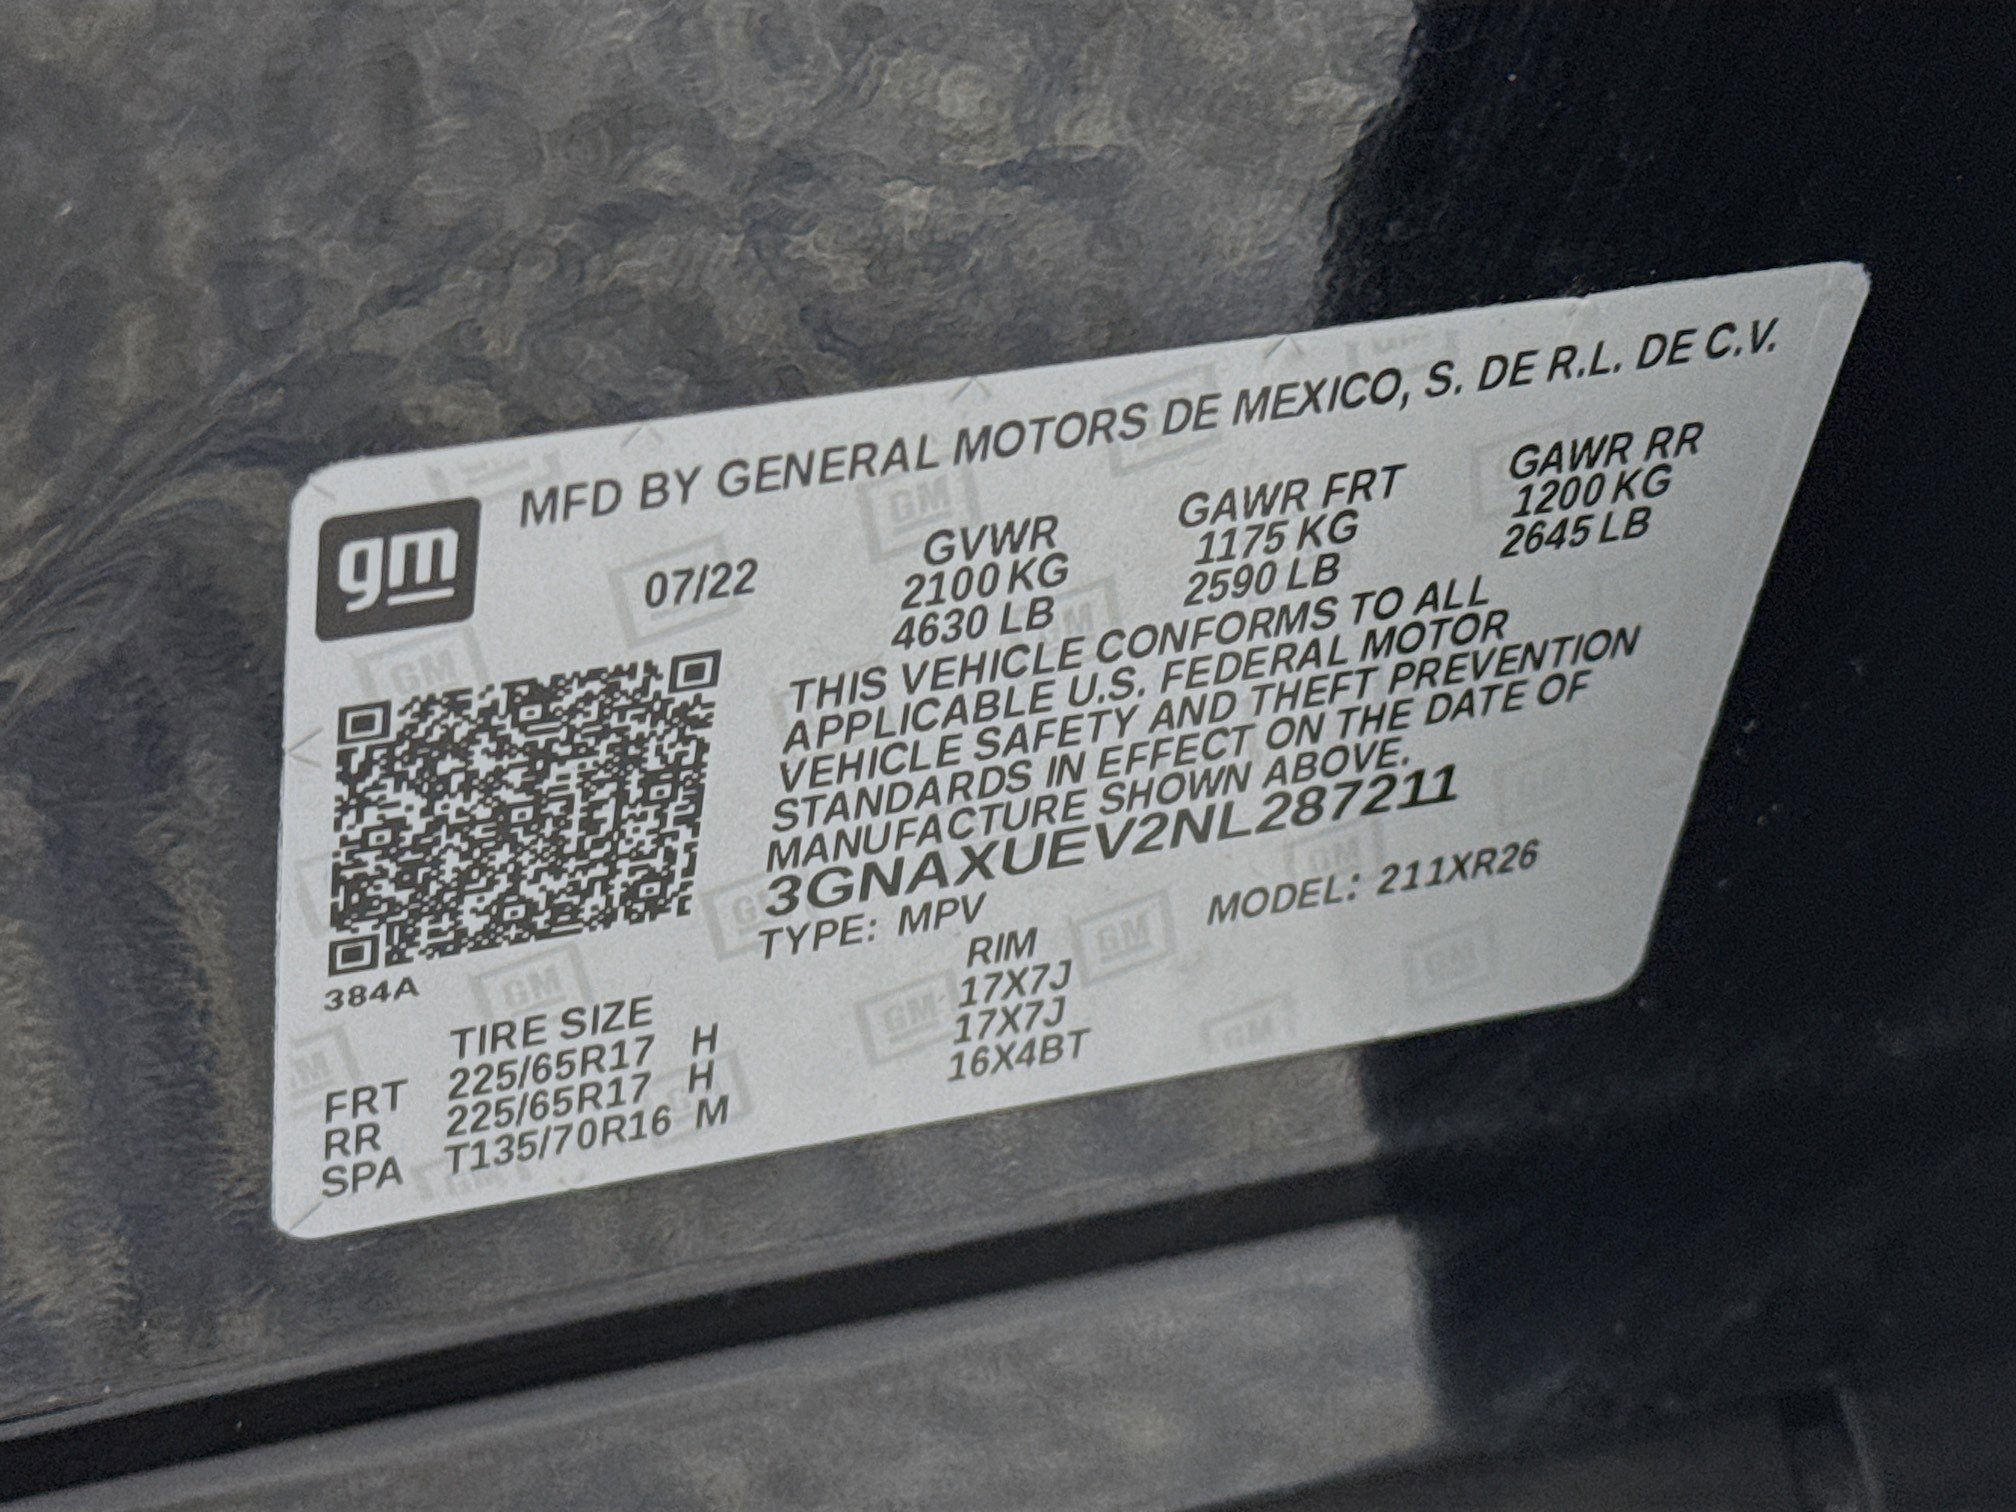 gm
MFD BY GENERAL MOTORS DE MEXICO, S. DE R.L. DE C.V.
07/22
GVWR
2100 KG
4630 LB
GAWR FRT
1175 KG
2590 LB
GAWR RR
1200 KG
2645 LB
THIS VEHICLE CONFORMS TO ALL
APPLICABLE U.S. FEDERAL MOTOR
VEHICLE SAFETY AND THEFT PREVENTION
STANDARDS IN EFFECT ON THE DATE OF
MANUFACTURE SHOWN ABOVE.
3GNAXUEV2NL287211
TYPE: MPV MODEL: 211XR26
384A
TIRE SIZE RIM
FRT 225/65R17 H 17X7J
RR 225/65R17 H 17X7J
SPA T135/70R16 M 16X4BT